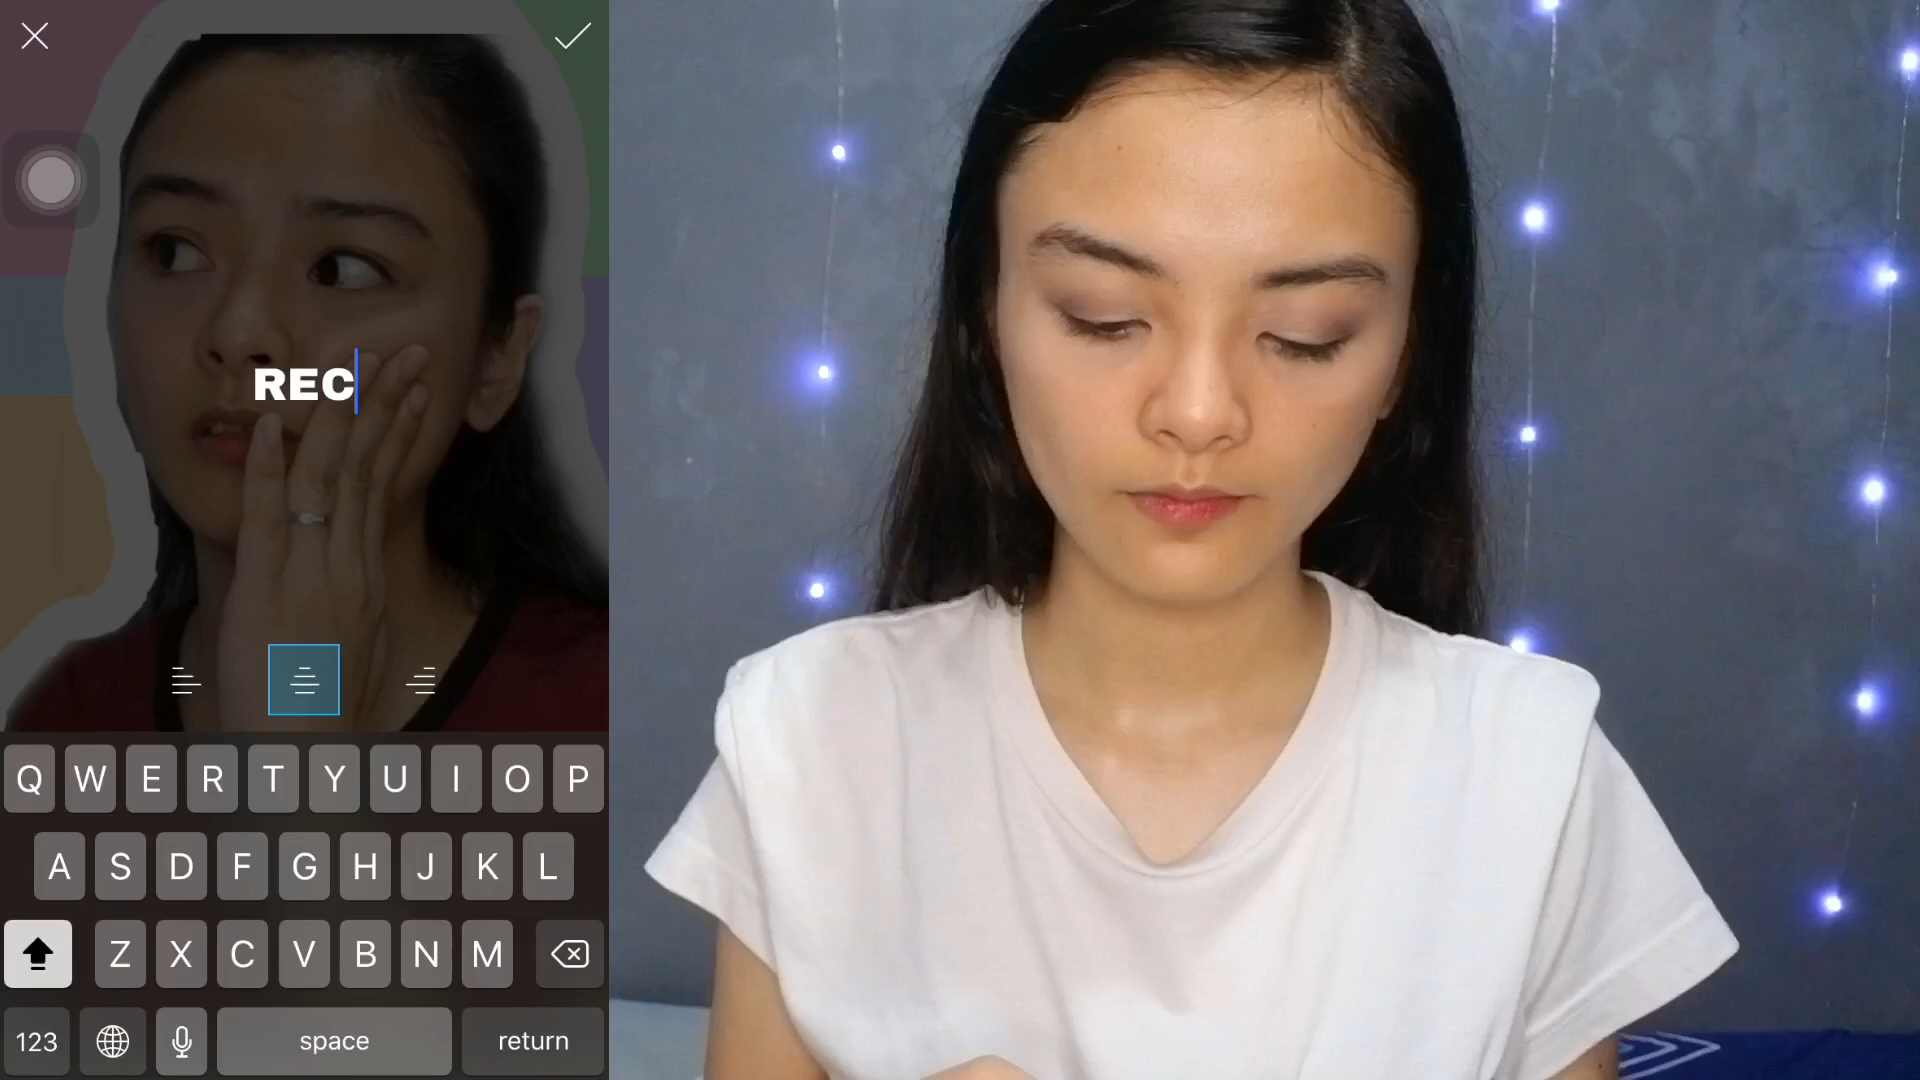 REC
Q W E R T Y U I O P
A S D F G H J K L
Z X C V B N M
123 space return